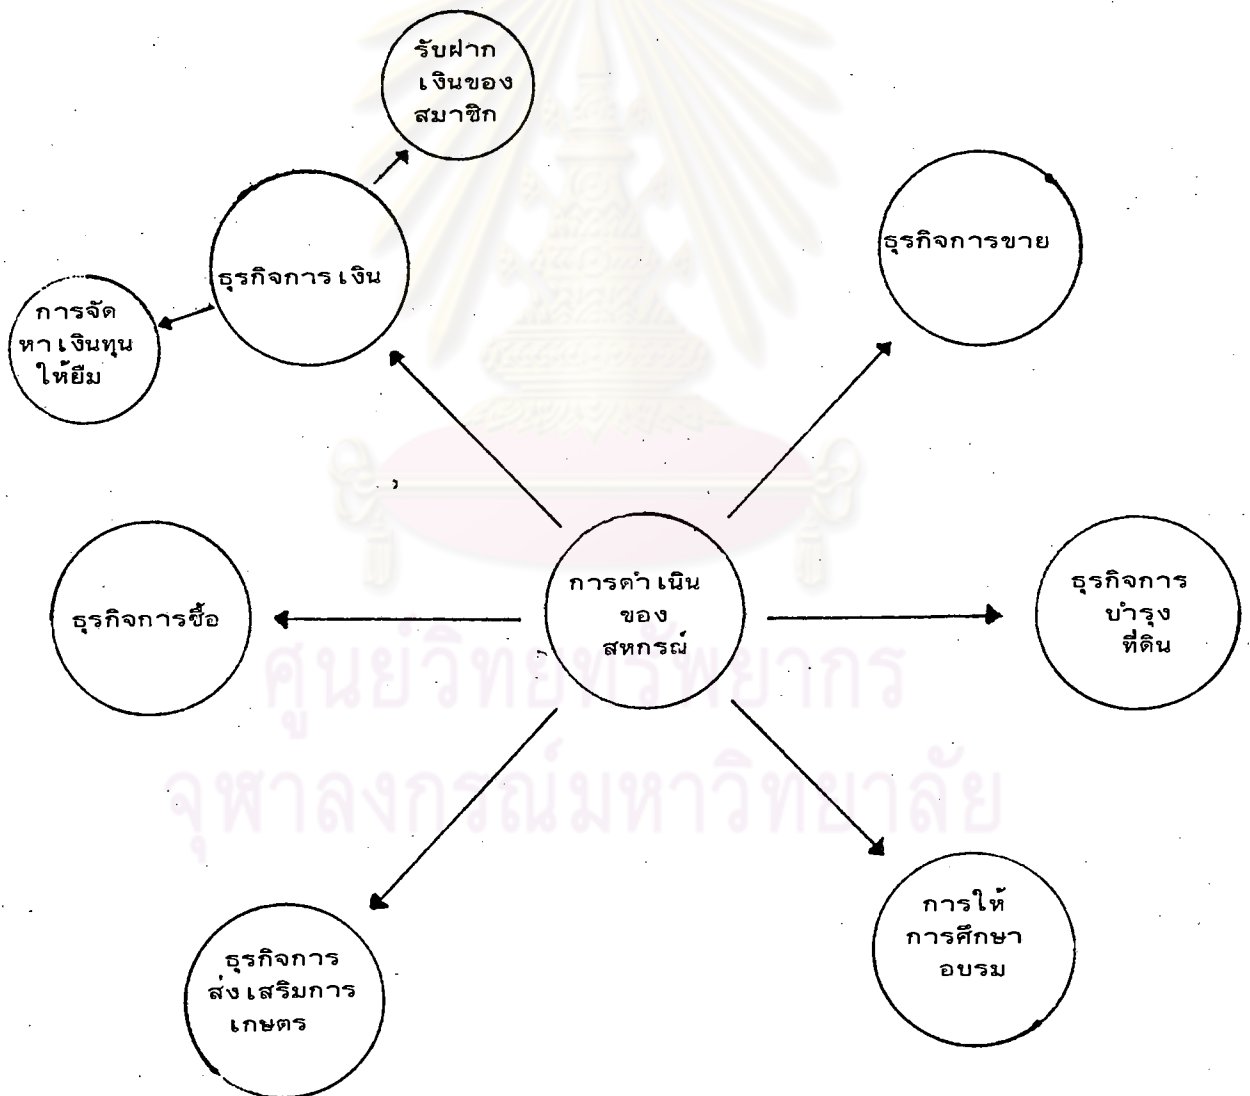 รับฝาก
เงินของ
สมาชิก
ธุรกิจการขาย
ธุรกิจการเงิน
การจัด
หาเงินทุน
ให้ยืม
การดำเนิน
ของ
สหกรณ์
ธุรกิจการ
บำรุง
ที่ดิน
ธุรกิจการซื้อ
ศูนย์วิทยทรัพยากร
จุฬาลงกรณ์มหาวิทยาลัย
การให้
การศึกษา
อบรม
ธุรกิจการ
ส่งเสริมการ
เกษตร